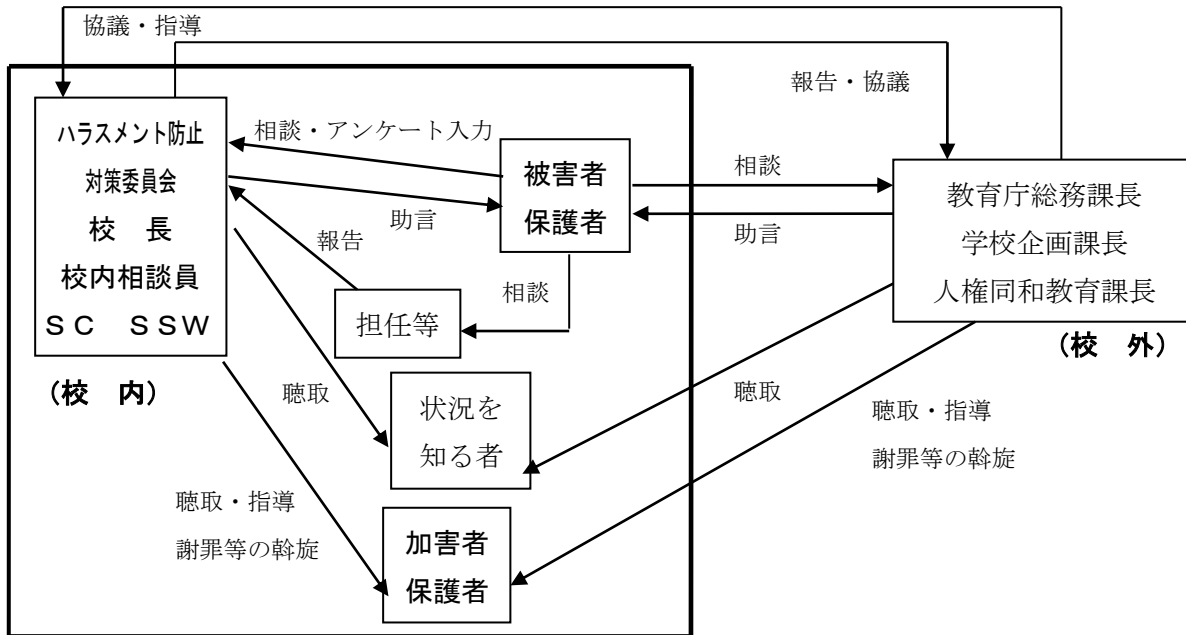 協議・指導
報告・協議
ハラスメント防止
対策委員会
校　長
校内相談員
ＳＣ　ＳＳＷ
(校　内)
相談・アンケート入力
助言
報告
被害者
保護者
相談
担任等
相談
助言
教育庁総務課長
学校企画課長
人権同和教育課長
(校　外)
聴取
状況を
知る者
聴取
聴取・指導
謝罪等の斡旋
聴取・指導
謝罪等の斡旋
加害者
保護者